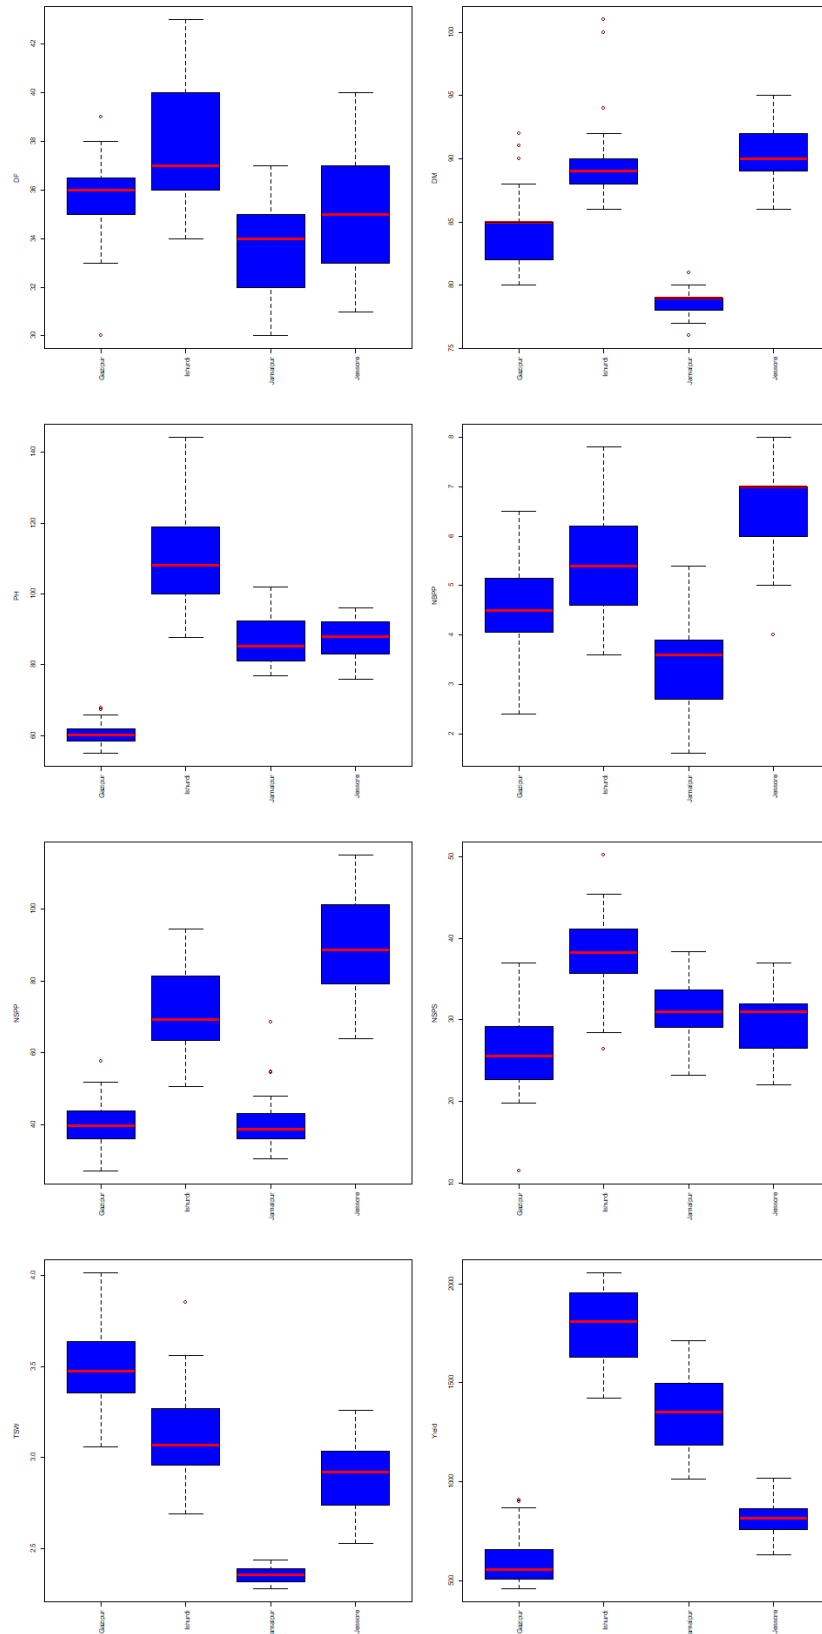 DF
42
40
38
36
34
32
30
Gazipur
Ishurdi
Jamalpur
Jessore
DM
100
95
90
85
80
75
Gazipur
Ishurdi
Jamalpur
Jessore
PH
140
120
100
80
60
Gazipur
Ishurdi
Jamalpur
Jessore
NBPP
8
7
6
5
4
3
2
Gazipur
Ishurdi
Jamalpur
Jessore
NSPP
100
80
60
40
Gazipur
Ishurdi
Jamalpur
Jessore
NSPS
50
40
30
20
10
Gazipur
Ishurdi
Jamalpur
Jessore
TSW
4.0
3.5
3.0
2.5
Gazipur
Ishurdi
Jamalpur
Jessore
Yield
2000
1500
1000
500
Gazipur
Ishurdi
Jamalpur
Jessore